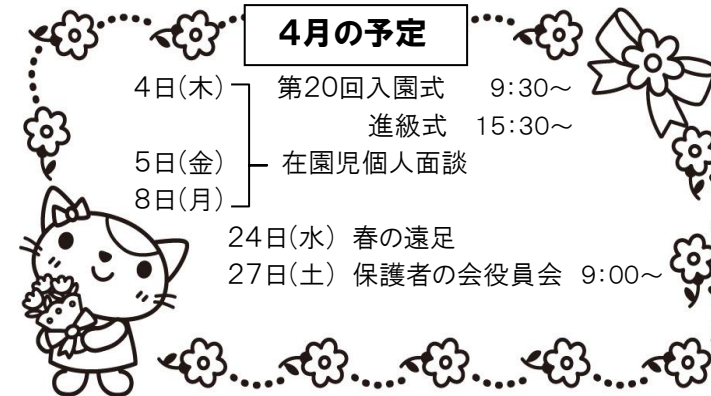 4月の予定
4日(木) 第20回入園式 9:30～
進級式 15:30～
5日(金) 在園児個人面談
8日(月)
24日(水) 春の遠足
27日(土) 保護者の会役員会 9:00～